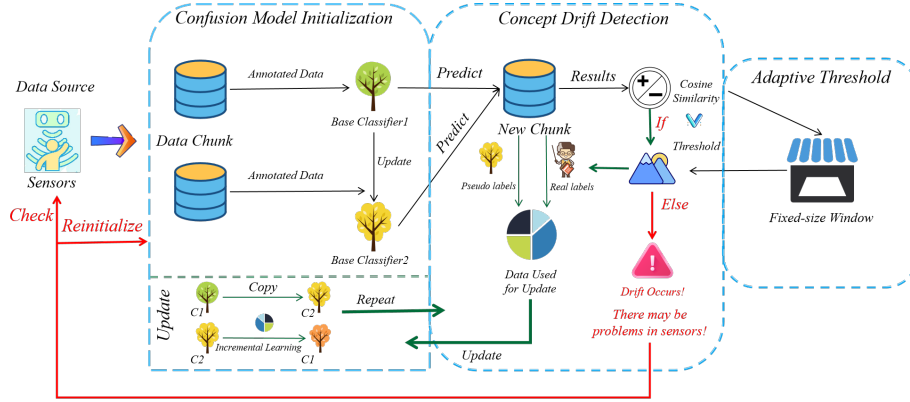 Confusion Model Initialization
Concept Drift Detection
Adaptive Threshold
Data Source
Sensors
Check
Reinitialize
Data Chunk
Annotated Data
Annotated Data
Base Classifier1
Update
Base Classifier2
Predict
Predict
New Chunk
Results
Cosine
Similarity
If
Threshold
Pseudo labels
Real labels
Else
Fixed-size Window
Data Used
for Update
Drift Occurs!
There may be
problems in sensors!
Update
C1
Copy
C2
C2
Incremental Learning
C1
Repeat
Update